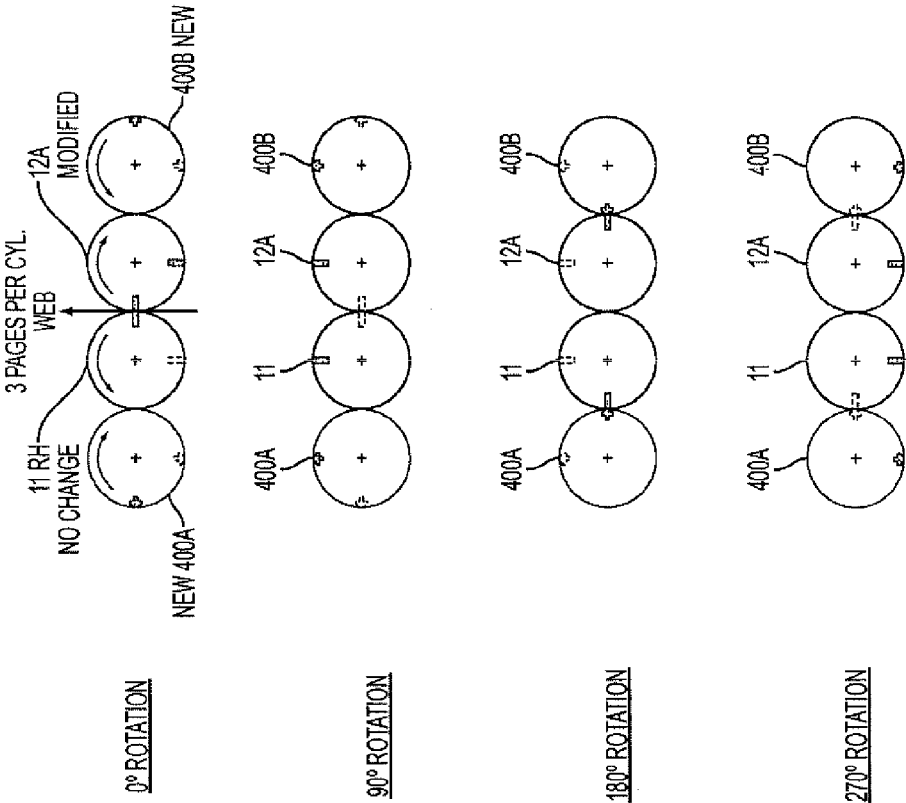 3 PAGES PER CYL.
WEB
11 RH
NO CHANGE
12A
MODIFIED
NEW 400A
400B NEW
0° ROTATION
400A
11
12A
400B
90° ROTATION
400A
11
12A
400B
180° ROTATION
400A
11
12A
400B
270° ROTATION